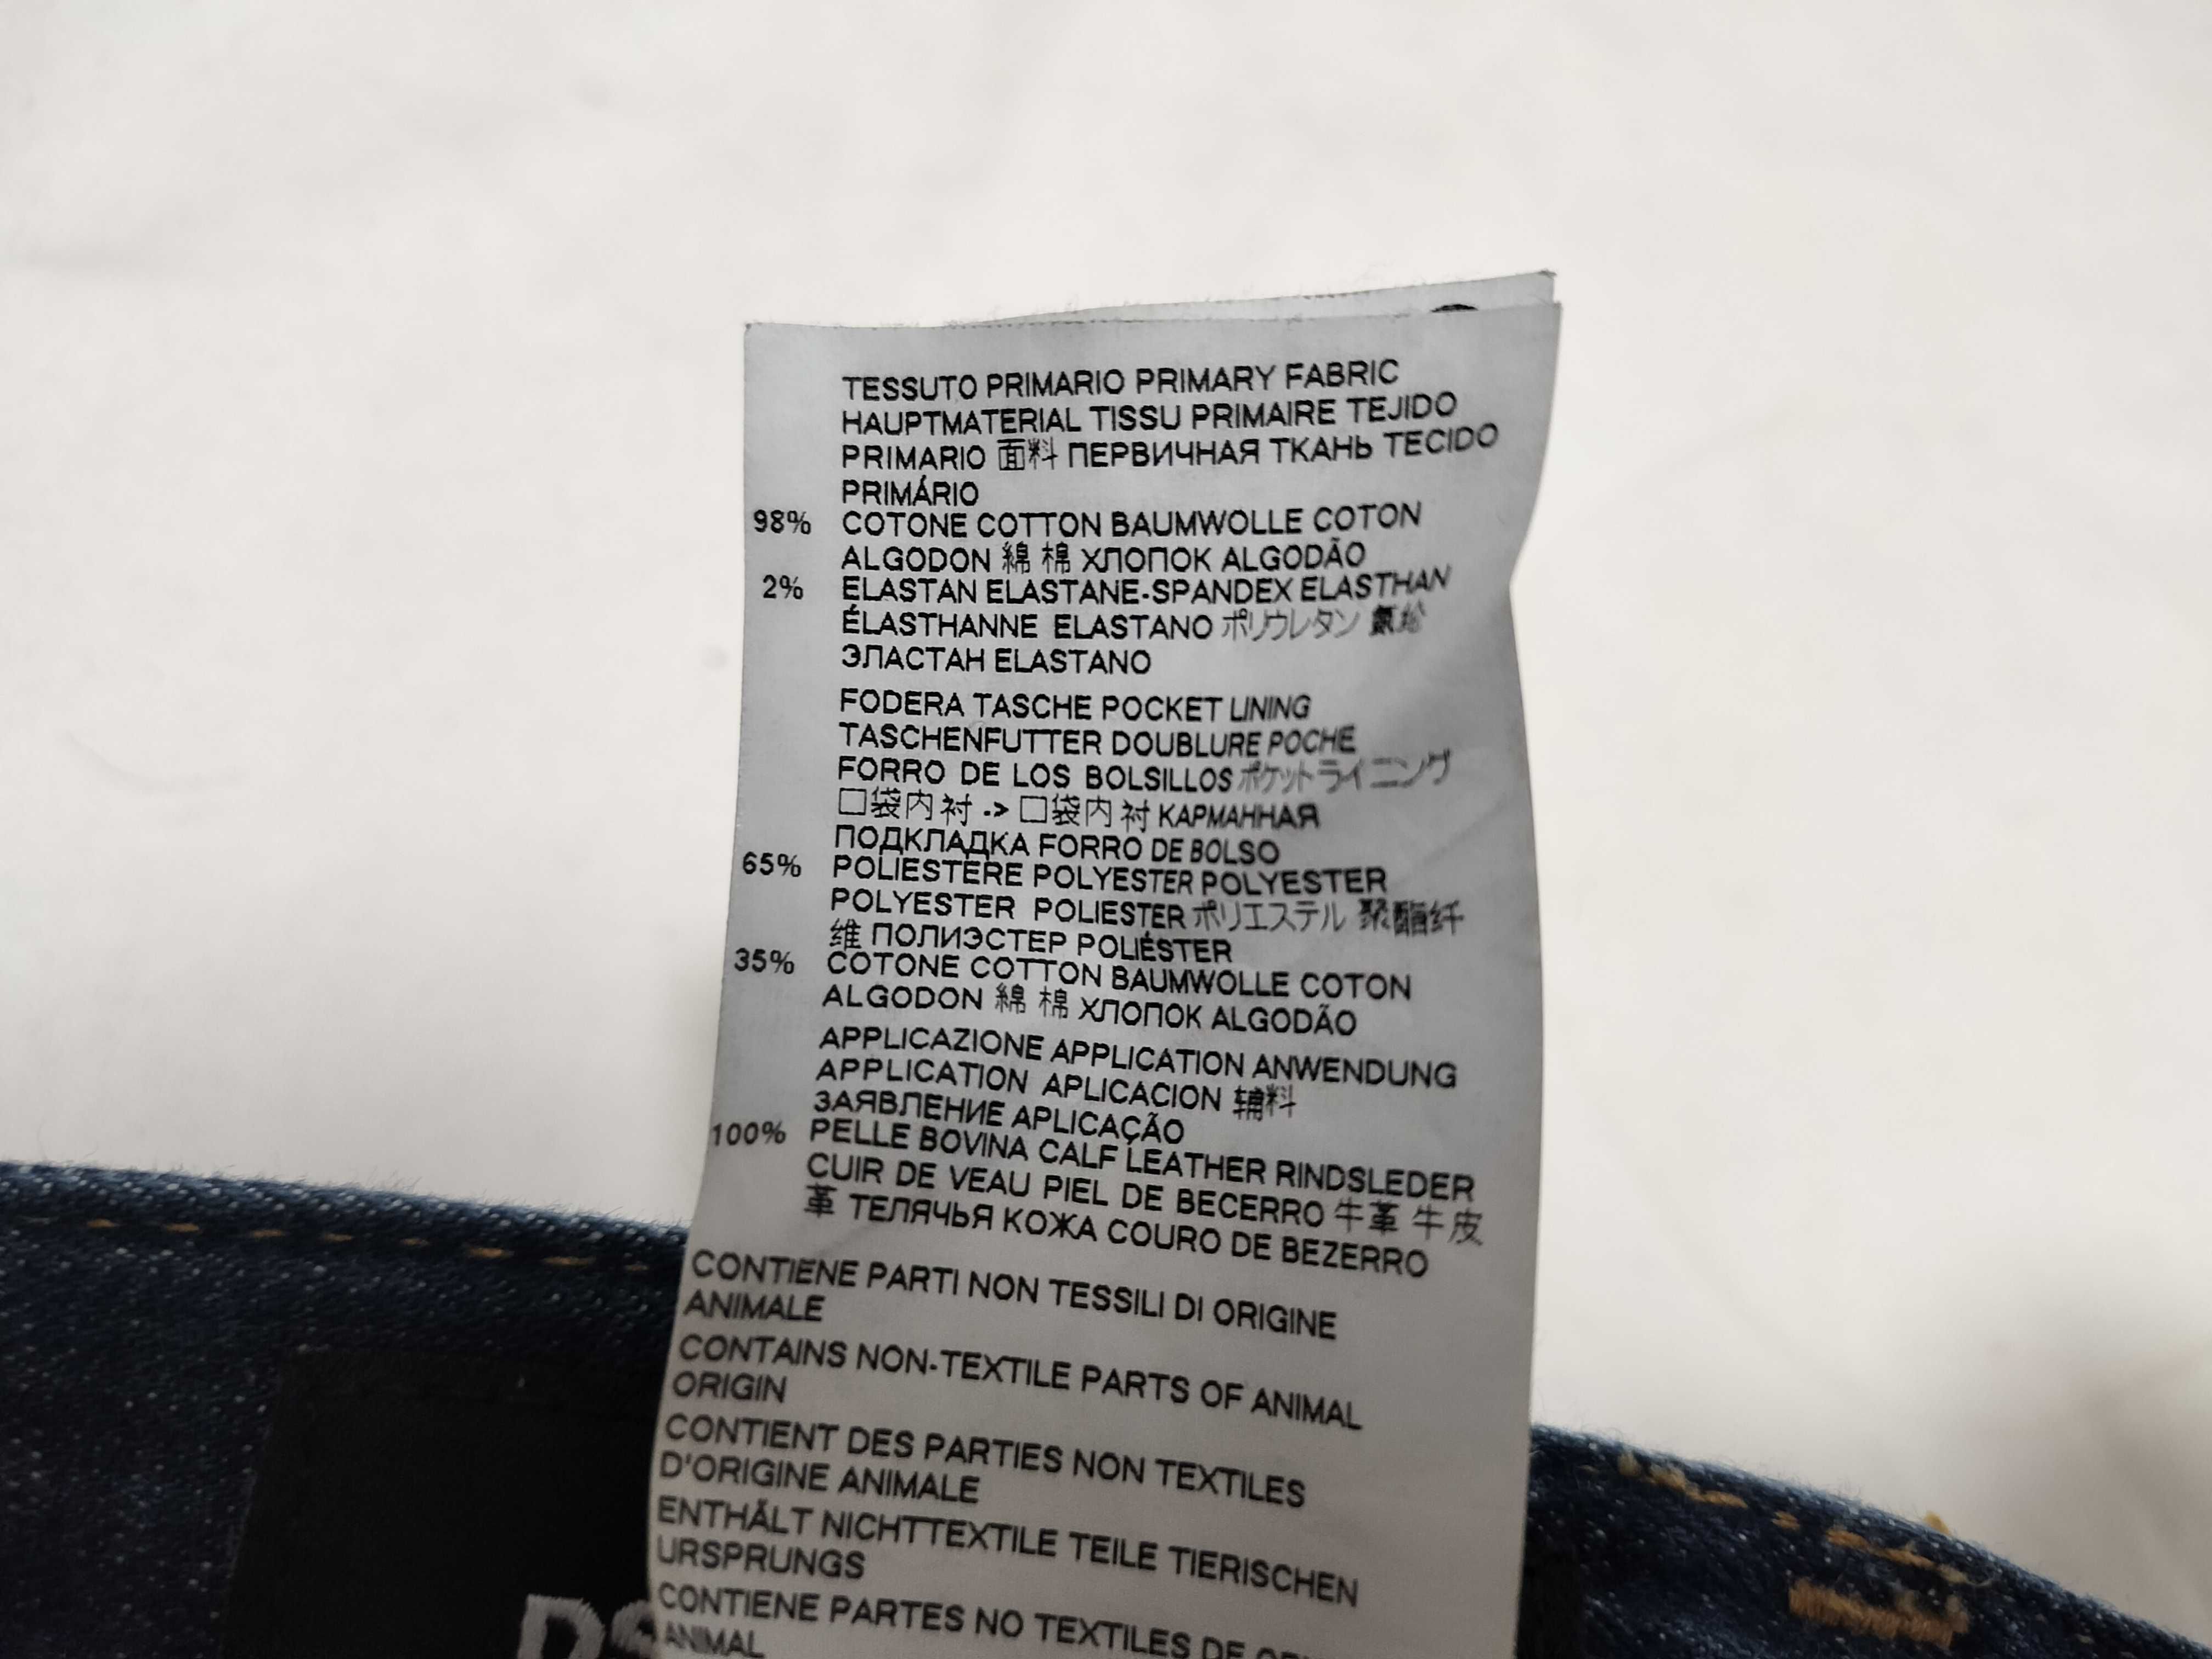 TESSUTO PRIMARIO PRIMARY FABRIC
HAUPTMATERIAL TISSU PRIMAIRE TEJIDO
PRIMARIO 面料 ПЕРВИЧНАЯ ТКАНЬ TECIDO
PRIMÁRIO
98% COTONE COTTON BAUMWOLLE COTON
ALGODON 綿 棉 ХЛОПОК ALGODÃO
2% ELASTAN ELASTANE-SPANDEX ELASTHAN
ÉLASTHANNE ELASTANO ポリウレタン 氨纶
ЭЛАСТАН ELASTANO
FODERA TASCHE POCKET LINING
TASCHENFUTTER DOUBLURE POCHE
FORRO DE LOS BOLSILLOS ポケットライニング
口袋内衬 -> 口袋内衬 КАРМАННАЯ
ПОДКЛАДКА FORRO DE BOLSO
65% POLIESTERE POLYESTER POLYESTER
POLYESTER POLIESTER ポリエステル 聚酯纤
维 ПОЛИЭСТЕР POLIÉSTER
35% COTONE COTTON BAUMWOLLE COTON
ALGODON 綿 棉 ХЛОПОК ALGODÃO
APPLICAZIONE APPLICATION ANWENDUNG
APPLICATION APLICACION 辅料
ЗАЯВЛЕНИЕ APLICAÇÃO
100% PELLE BOVINA CALF LEATHER RINDSLEDER
CUIR DE VEAU PIEL DE BECERRO 牛革 牛皮
革 ТЕЛЯЧЬЯ КОЖА COURO DE BEZERRO
CONTIENE PARTI NON TESSILI DI ORIGINE
ANIMALE
CONTAINS NON-TEXTILE PARTS OF ANIMAL
ORIGIN
CONTIENT DES PARTIES NON TEXTILES
D'ORIGINE ANIMALE
ENTHÄLT NICHTTEXTILE TEILE TIERISCHEN
URSPRUNGS
CONTIENE PARTES NO TEXTILES DE
ANIMAL